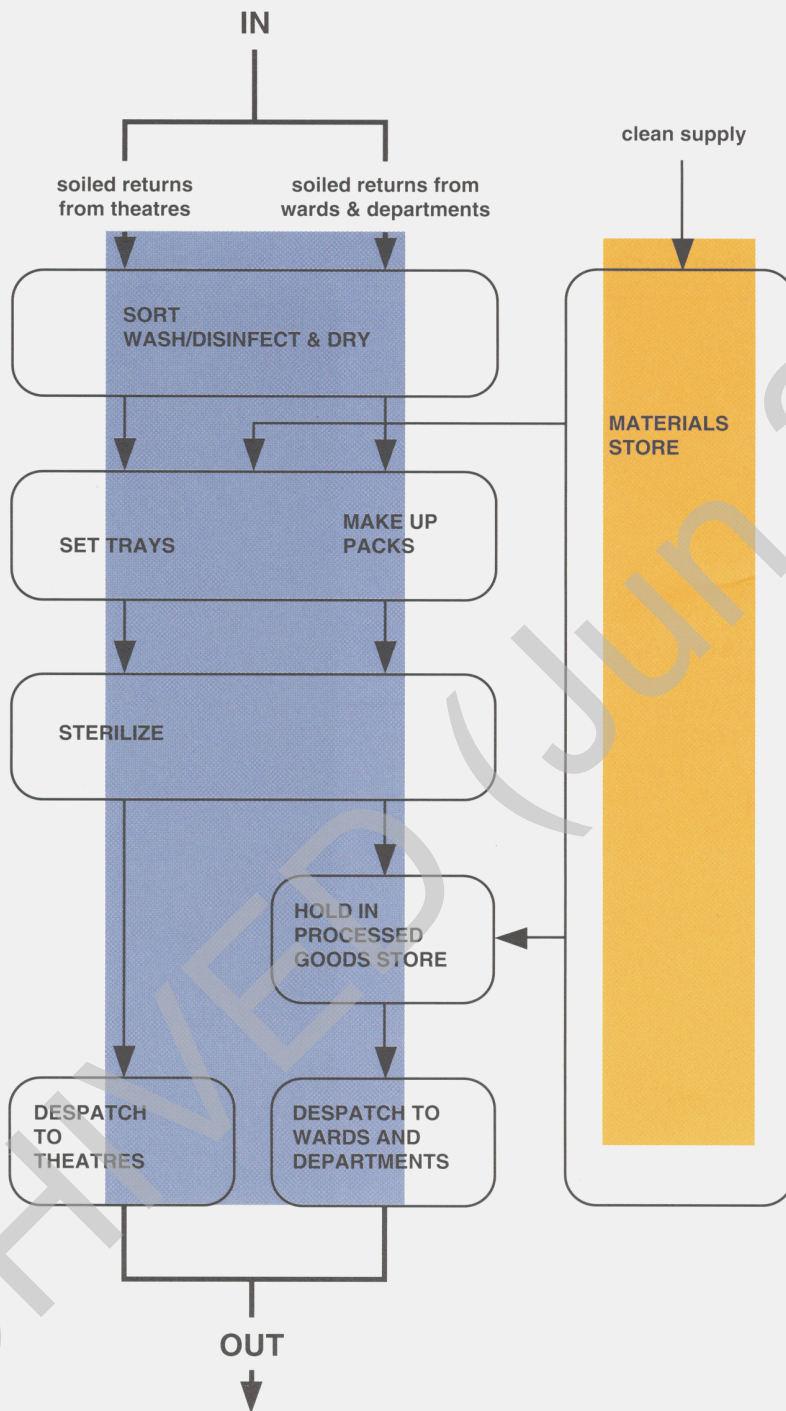 IN
clean supply
soiled returns
from theatres
soiled returns from
wards & departments
SORT
WASH/DISINFECT & DRY
MATERIALS
STORE
SET TRAYS
MAKE UP
PACKS
STERILIZE
HOLD IN
PROCESSED
GOODS STORE
DESPATCH
TO
THEATRES
DESPATCH TO
WARDS AND
DEPARTMENTS
OUT
HIVED (Jun